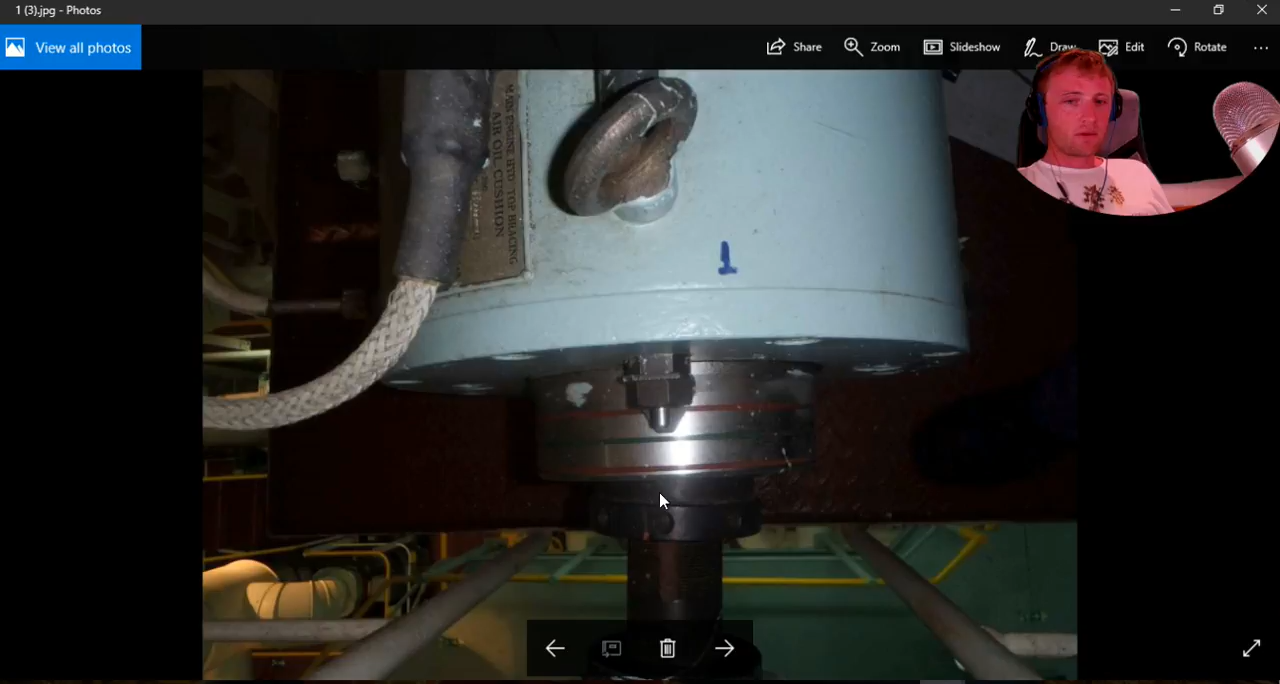 1 (3).jpg - Photos
View all photos
Share
Zoom
Slideshow
Draw
Edit
Rotate
MAIN ENGINE HYD TOP BRACING
AIR OIL CUSHION
1